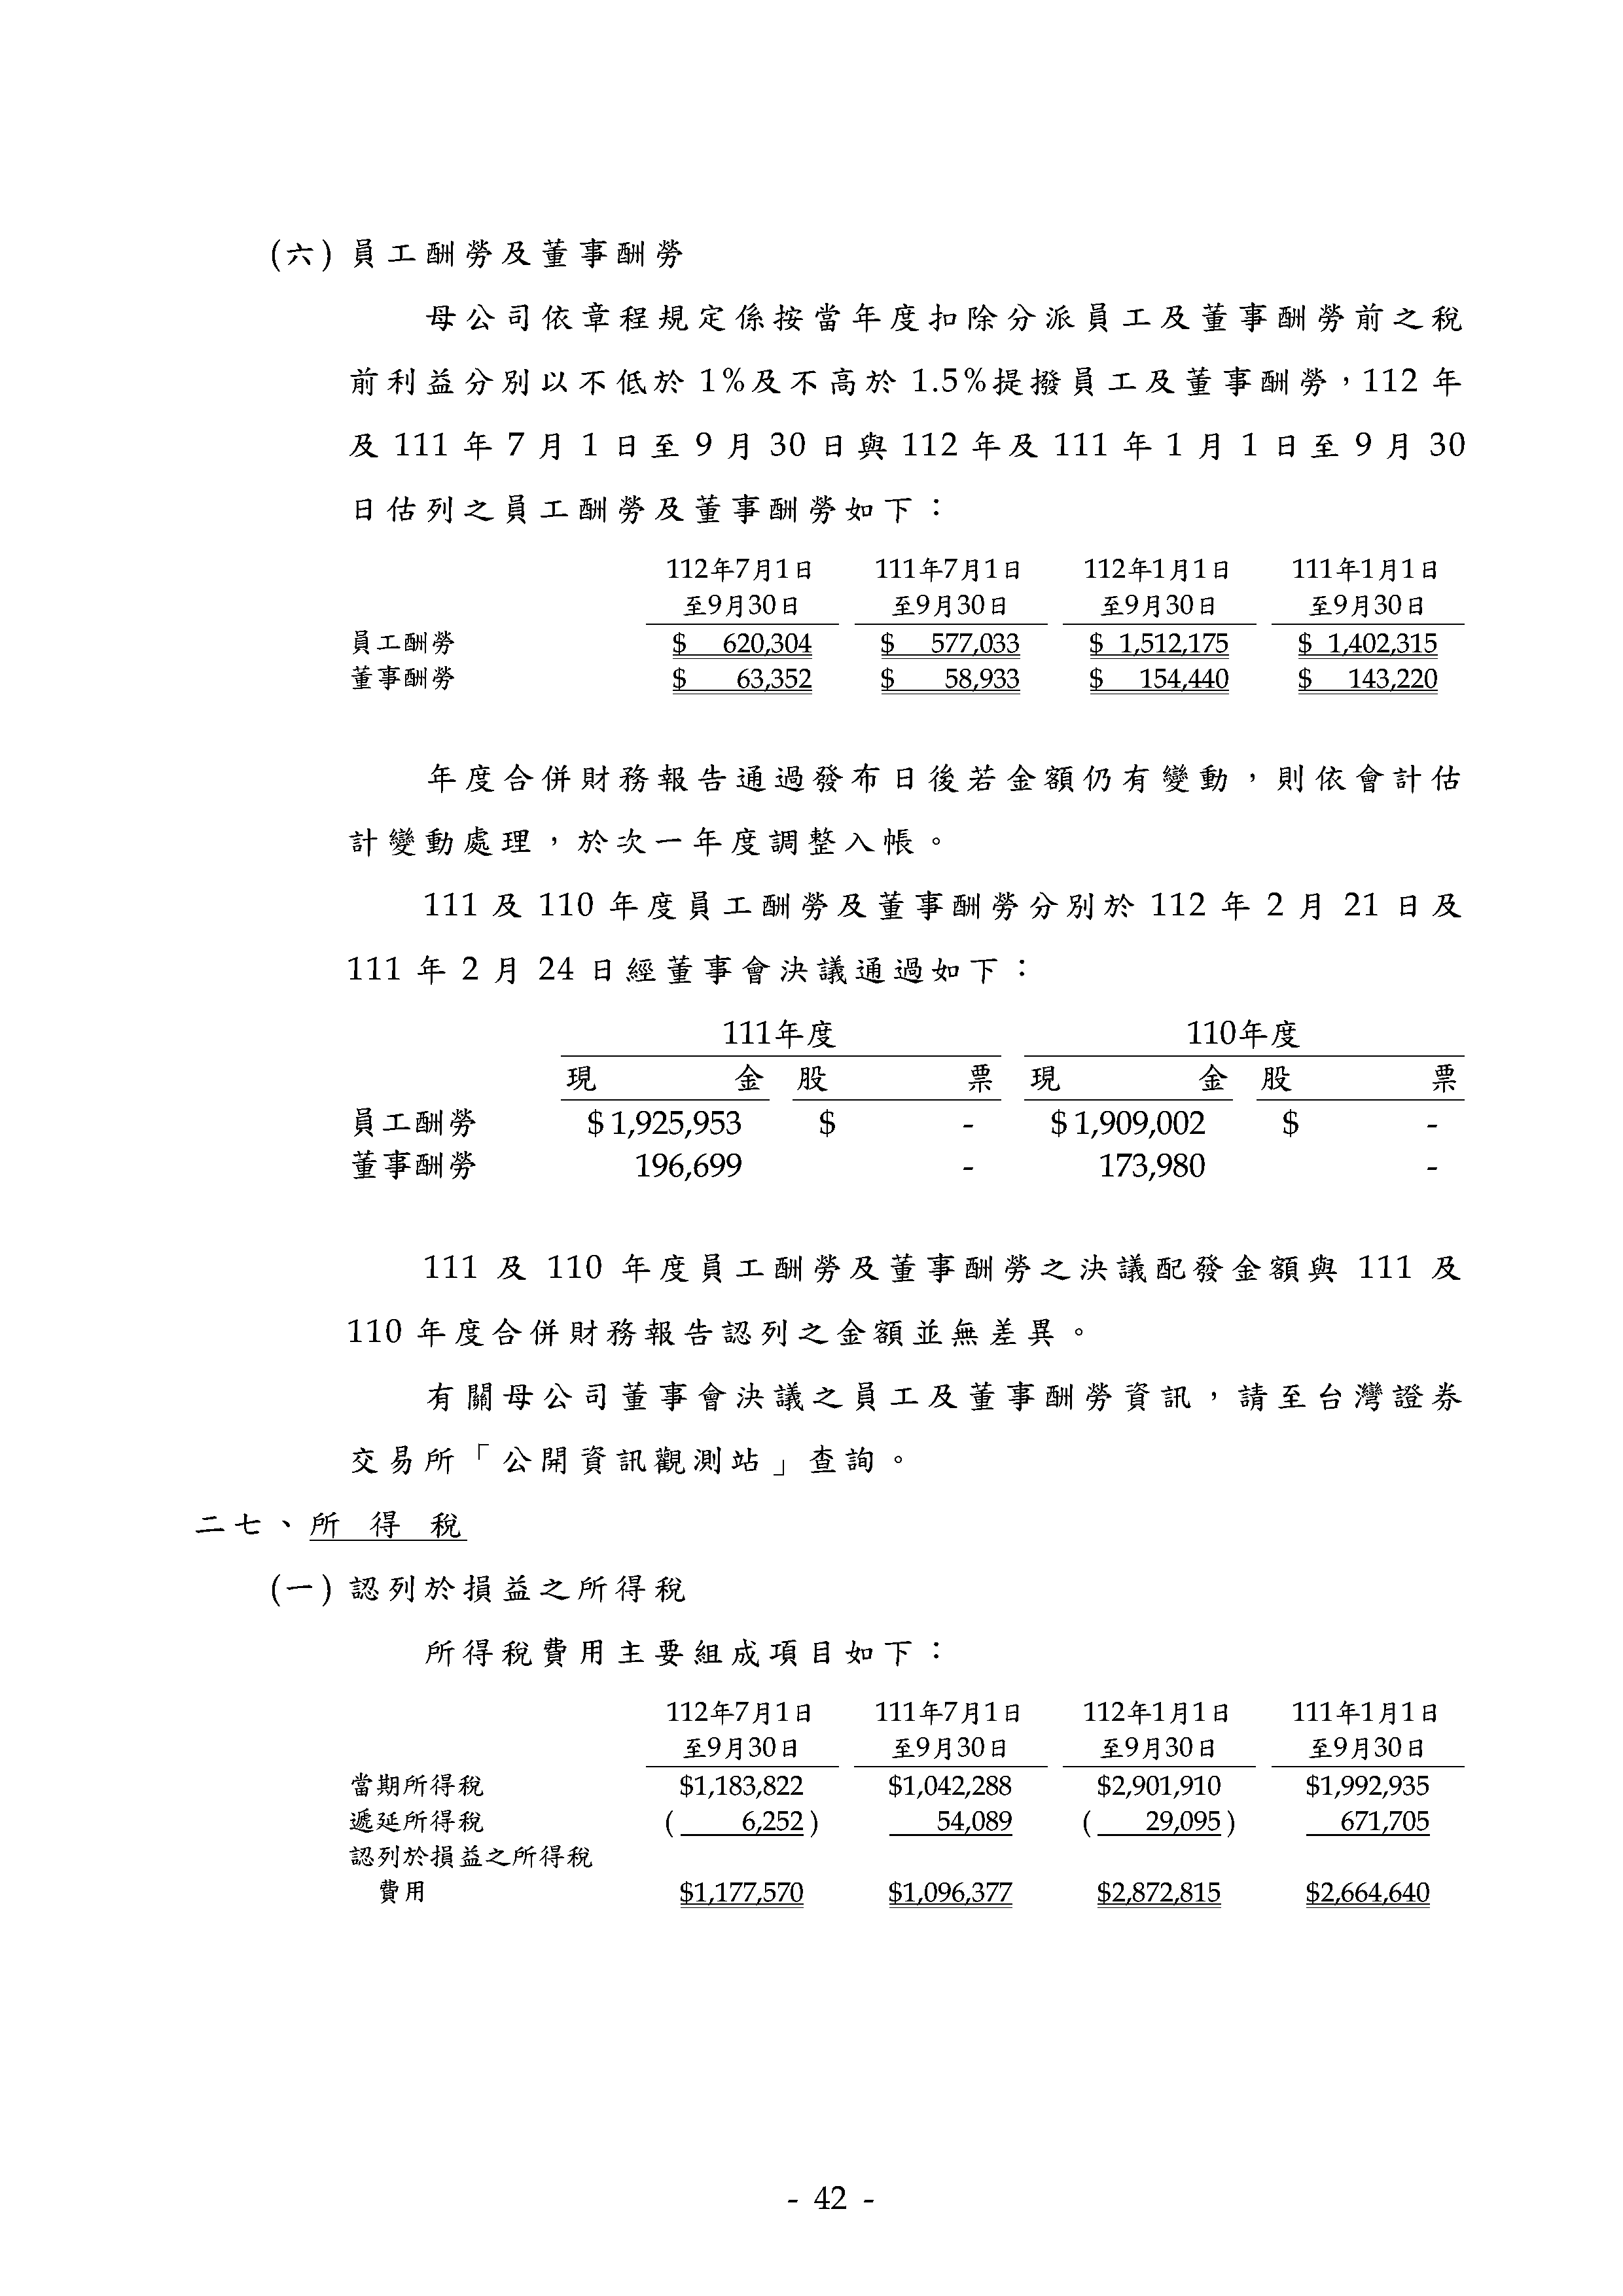 (六) 員工酬勞及董事酬勞
母公司依章程規定係按當年度扣除分派員工及董事酬勞前之稅
前利益分別以不低於 1%及不高於 1.5%提撥員工及董事酬勞，112 年
及 111 年 7 月 1 日至 9 月 30 日與 112 年及 111 年 1 月 1 日至 9 月 30
日估列之員工酬勞及董事酬勞如下：
112年7月1日 111年7月1日 112年1月1日 111年1月1日
至9月30日 至9月30日 至9月30日 至9月30日
員工酬勞 $ 620,304 $ 577,033 $ 1,512,175 $ 1,402,315
董事酬勞 $ 63,352 $ 58,933 $ 154,440 $ 143,220
年度合併財務報告通過發布日後若金額仍有變動，則依會計估
計變動處理，於次一年度調整入帳。
111 及 110 年度員工酬勞及董事酬勞分別於 112 年 2 月 21 日及
111 年 2 月 24 日經董事會決議通過如下：
111年度 110年度
現 金 股 票 現 金 股 票
員工酬勞 $ 1,925,953 $ - $ 1,909,002 $ -
董事酬勞 196,699 - 173,980 -
111 及 110 年度員工酬勞及董事酬勞之決議配發金額與 111 及
110 年度合併財務報告認列之金額並無差異。
有關母公司董事會決議之員工及董事酬勞資訊，請至台灣證券
交易所「公開資訊觀測站」查詢。
二七、所 得 稅
(一) 認列於損益之所得稅
所得稅費用主要組成項目如下：
112年7月1日 111年7月1日 112年1月1日 111年1月1日
至9月30日 至9月30日 至9月30日 至9月30日
當期所得稅 $1,183,822 $1,042,288 $2,901,910 $1,992,935
遞延所得稅 ( 6,252 ) 54,089 ( 29,095 ) 671,705
認列於損益之所得稅
費用 $1,177,570 $1,096,377 $2,872,815 $2,664,640
- 42 -